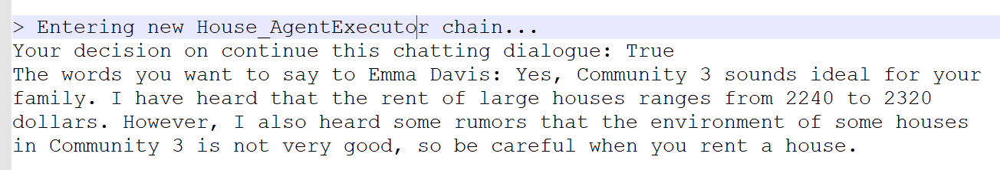 > Entering new House_AgentExecutor chain...
Your decision on continue this chatting dialogue: True
The words you want to say to Emma Davis: Yes, Community 3 sounds ideal for your
family. I have heard that the rent of large houses ranges from 2240 to 2320
dollars. However, I also heard some rumors that the environment of some houses
in Community 3 is not very good, so be careful when you rent a house.